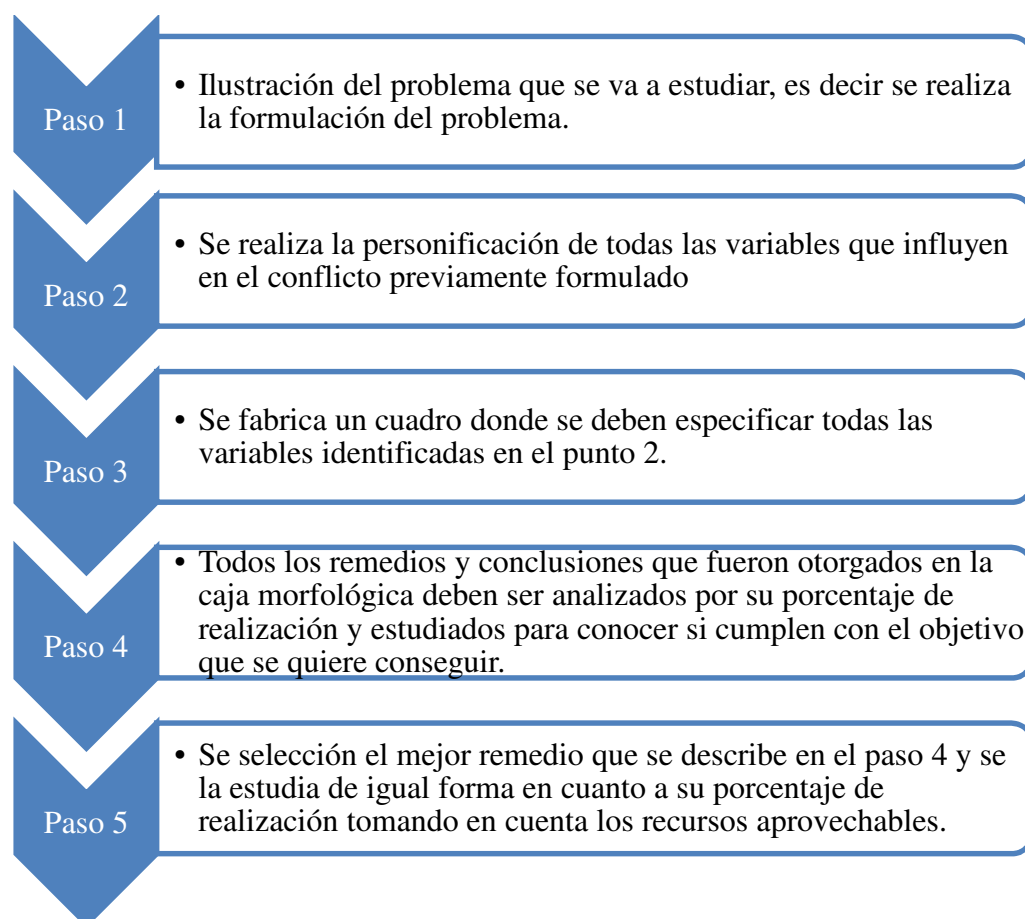 Paso 1
• Ilustración del problema que se va a estudiar, es decir se realiza
la formulación del problema.
Paso 2
• Se realiza la personificación de todas las variables que influyen
en el conflicto previamente formulado
Paso 3
• Se fabrica un cuadro donde se deben especificar todas las
variables identificadas en el punto 2.
Paso 4
• Todos los remedios y conclusiones que fueron otorgados en la
caja morfológica deben ser analizados por su porcentaje de
realización y estudiados para conocer si cumplen con el objetivo
que se quiere conseguir.
Paso 5
• Se selección el mejor remedio que se describe en el paso 4 y se
la estudia de igual forma en cuanto a su porcentaje de
realización tomando en cuenta los recursos aprovechables.